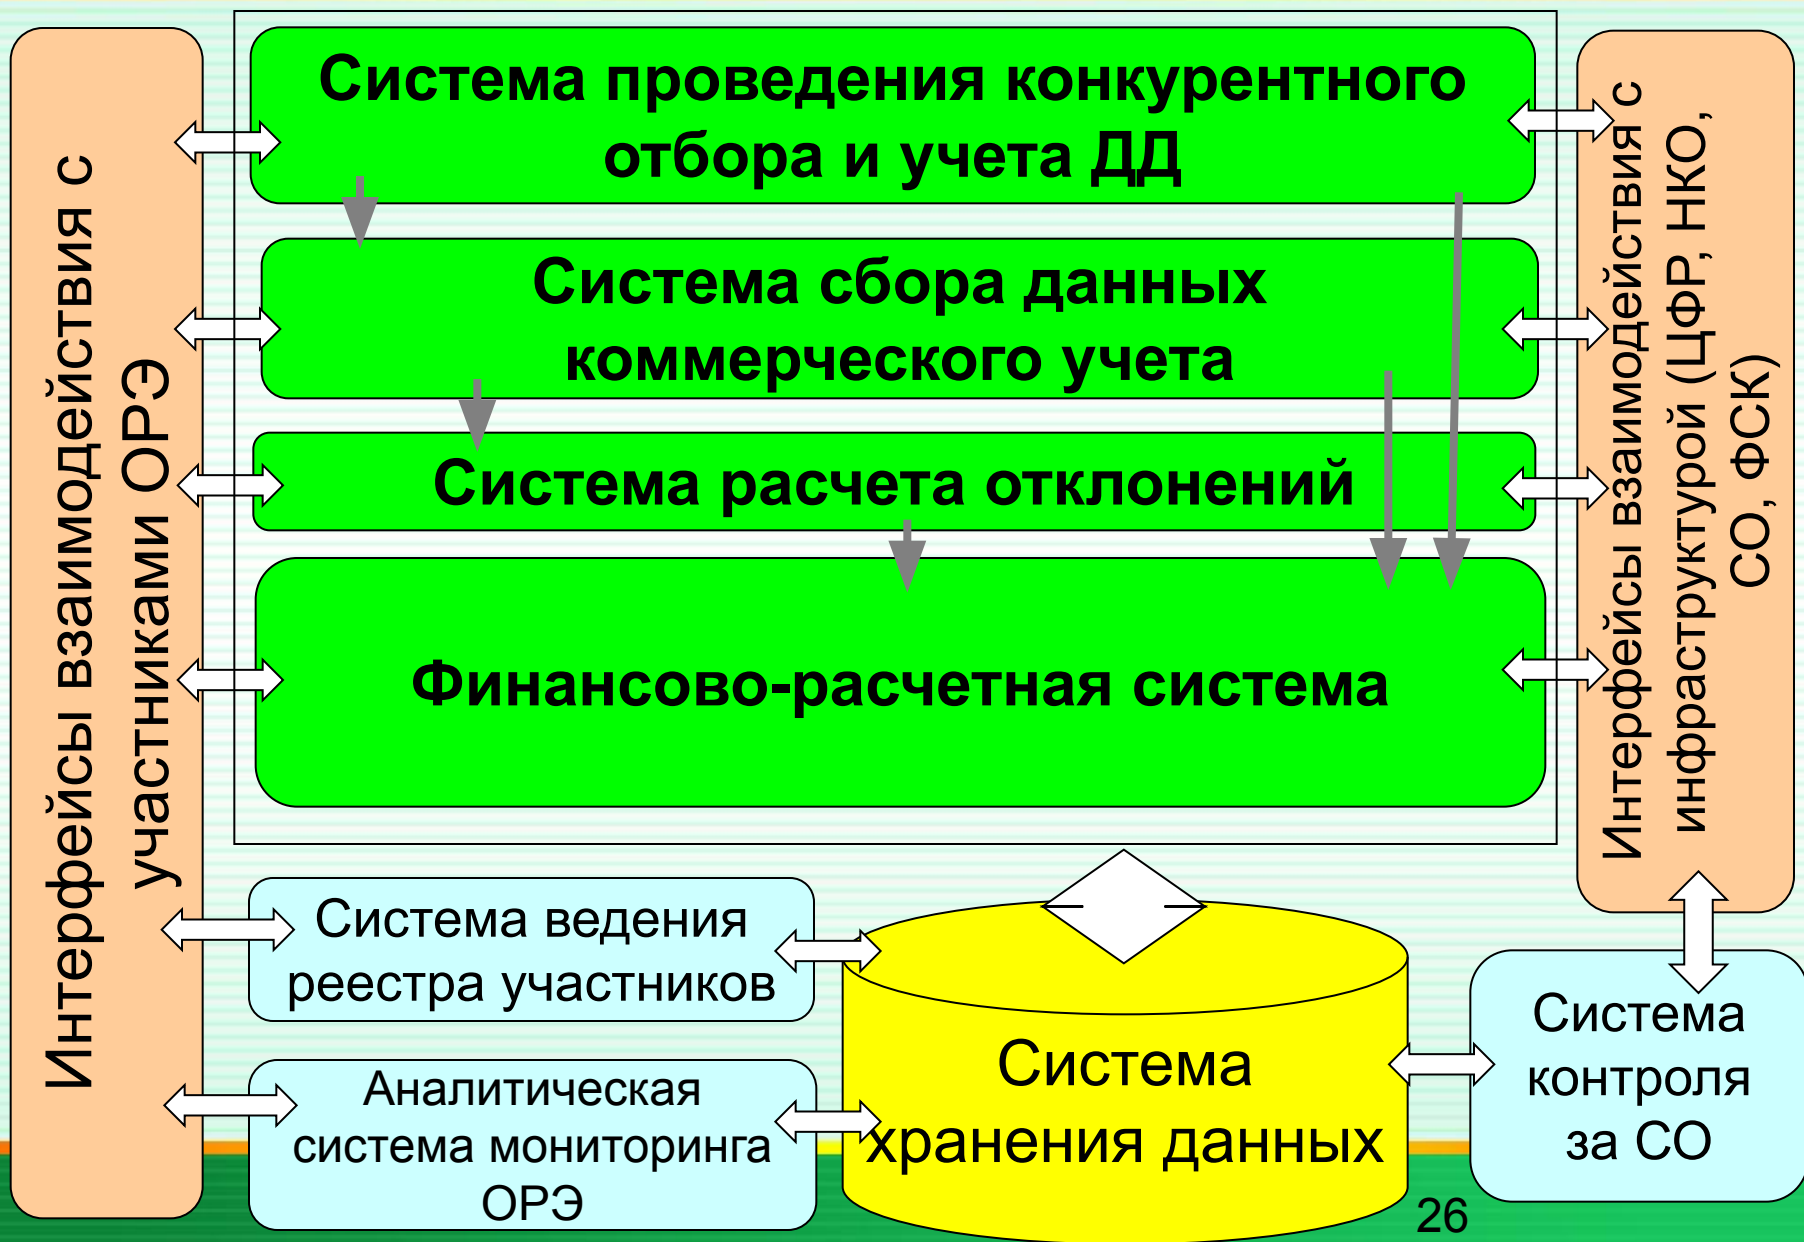 Интерфейсы взаимодействия с
участниками ОРЭ
Система проведения конкурентного
отбора и учета ДД
Система сбора данных
коммерческого учета
Система расчета отклонений
Финансово-расчетная система
Интерфейсы взаимодействия с
инфраструктурой (ЦФР, НКО,
СО, ФСК)
Система ведения
реестра участников
Аналитическая
система мониторинга
ОРЭ
Система
хранения данных
Система
контроля
за СО
26